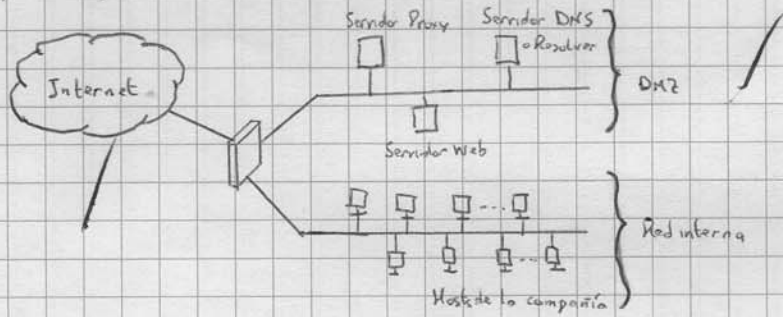 Servidor Proxy
Servidor DNS
o Resolver
Internet
DMZ
Servidor Web
Red interna
Hosts de la compañía